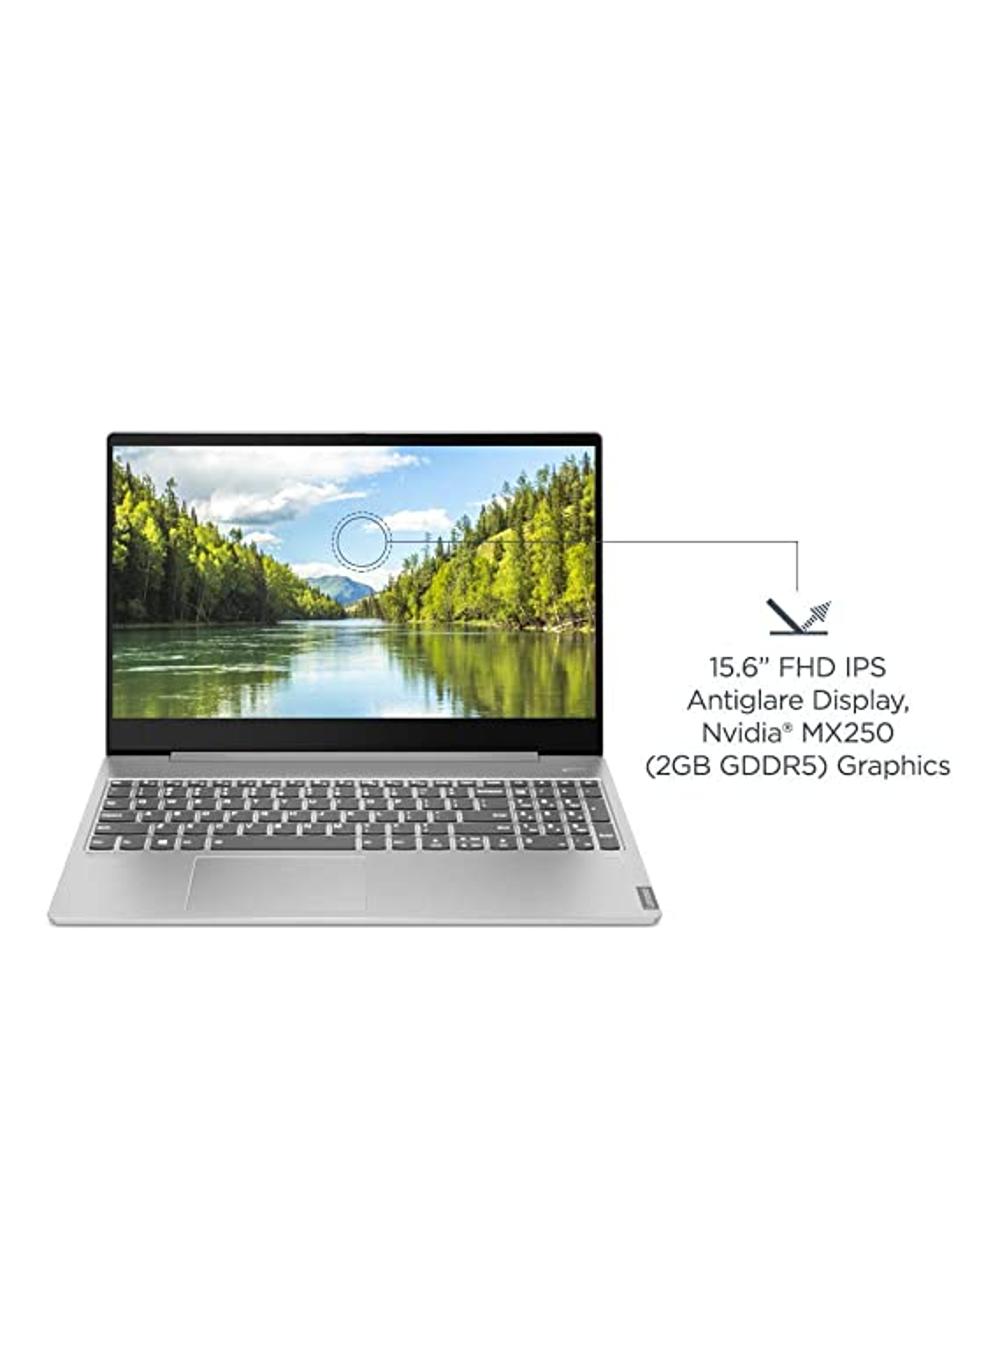 15.6” FHD IPS
Antiglare Display,
Nvidia® MX250
(2GB GDDR5) Graphics